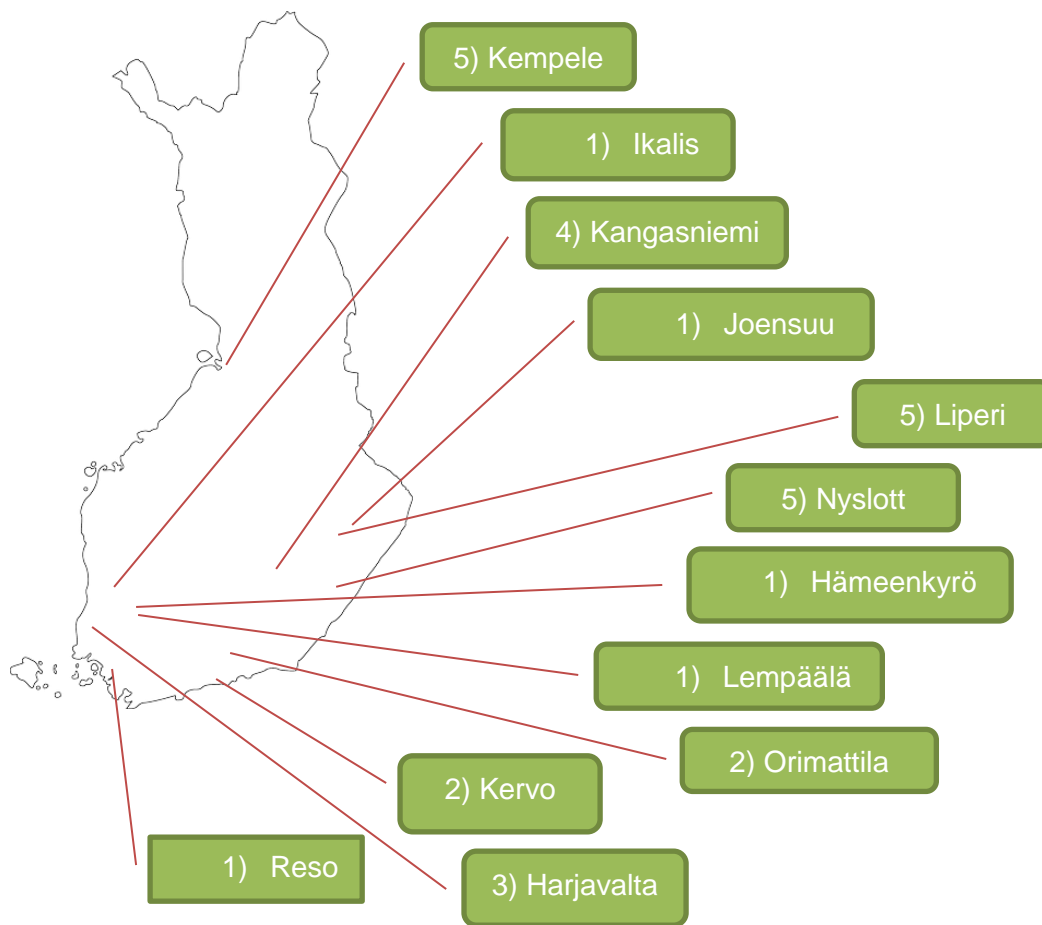 5) Kempele
1) Ikalis
4) Kangasniemi
1) Joensuu
5) Liperi
5) Nyslott
1) Hämeenkyrö
1) Lempäälä
2) Orimattila
2) Kervo
1) Reso
3) Harjavalta